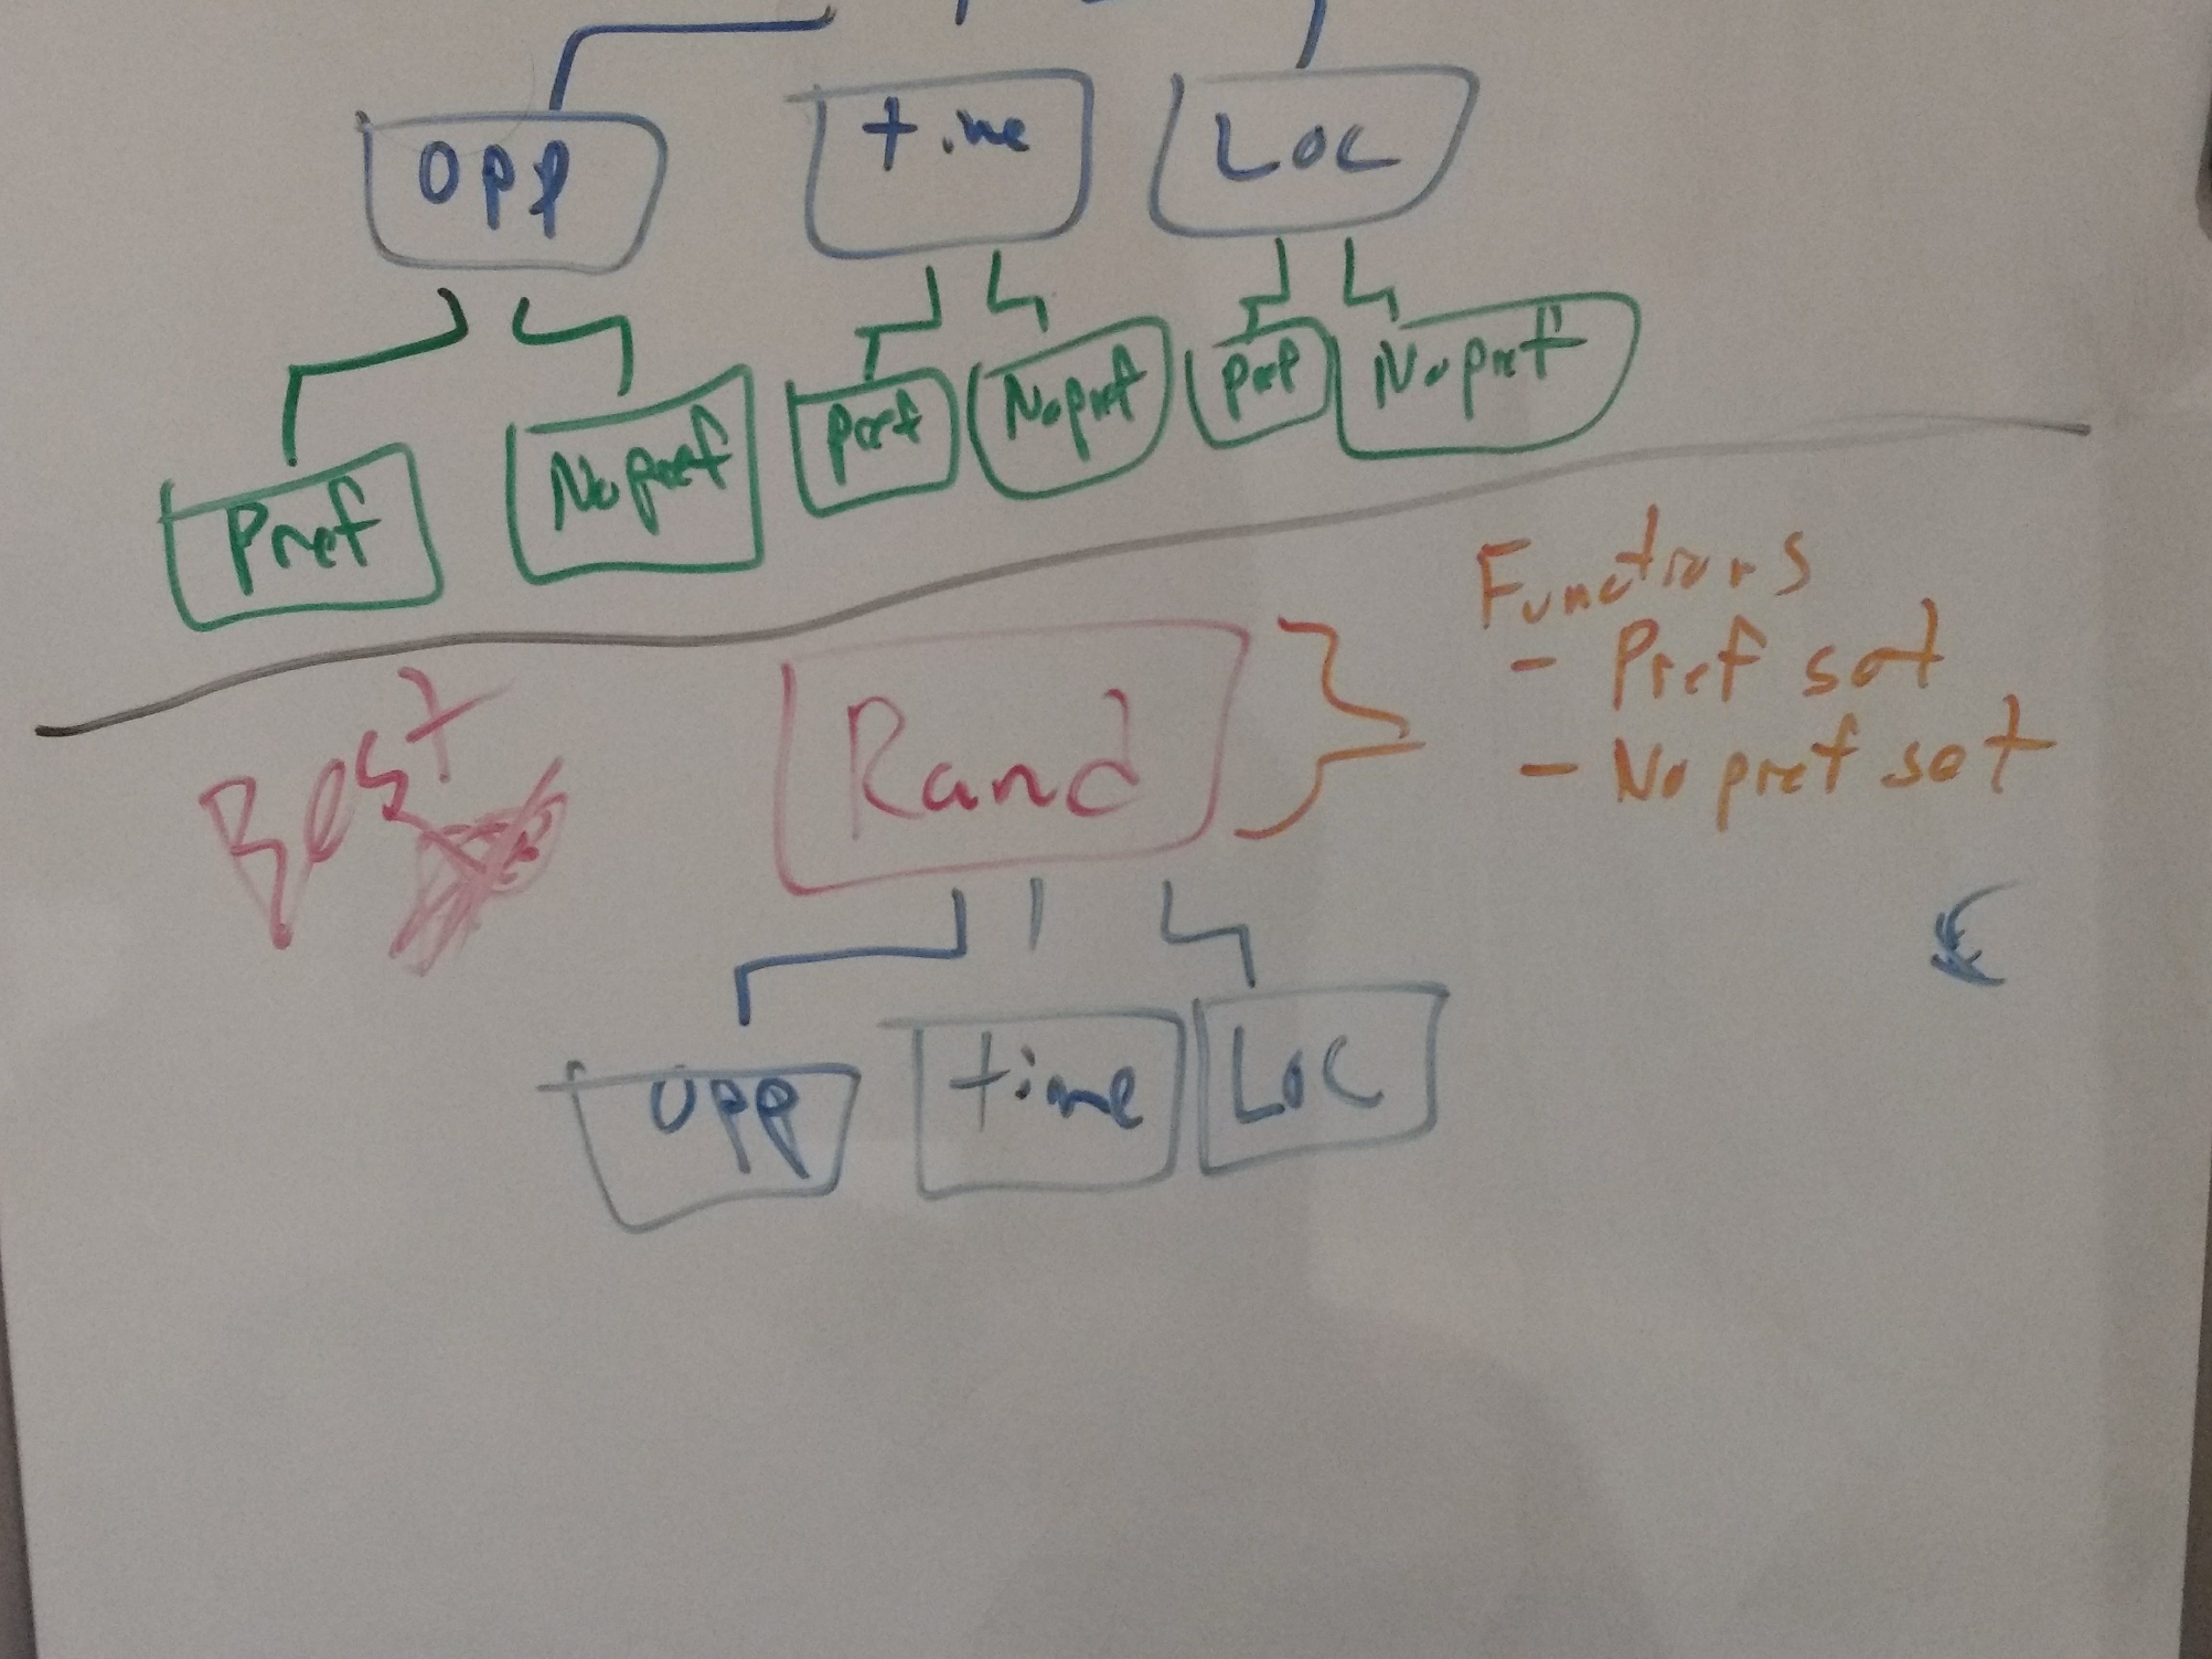 Opp time Loc
Pref No pref pref No pref pref No pref
Functions
- Pref set
- No pref set
Best
Rand
Opp time Loc